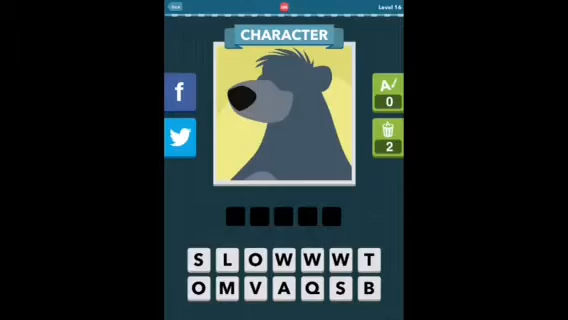 Level 16
CHARACTER
f
A
0
2
S L O W W W T
O M V A Q S B